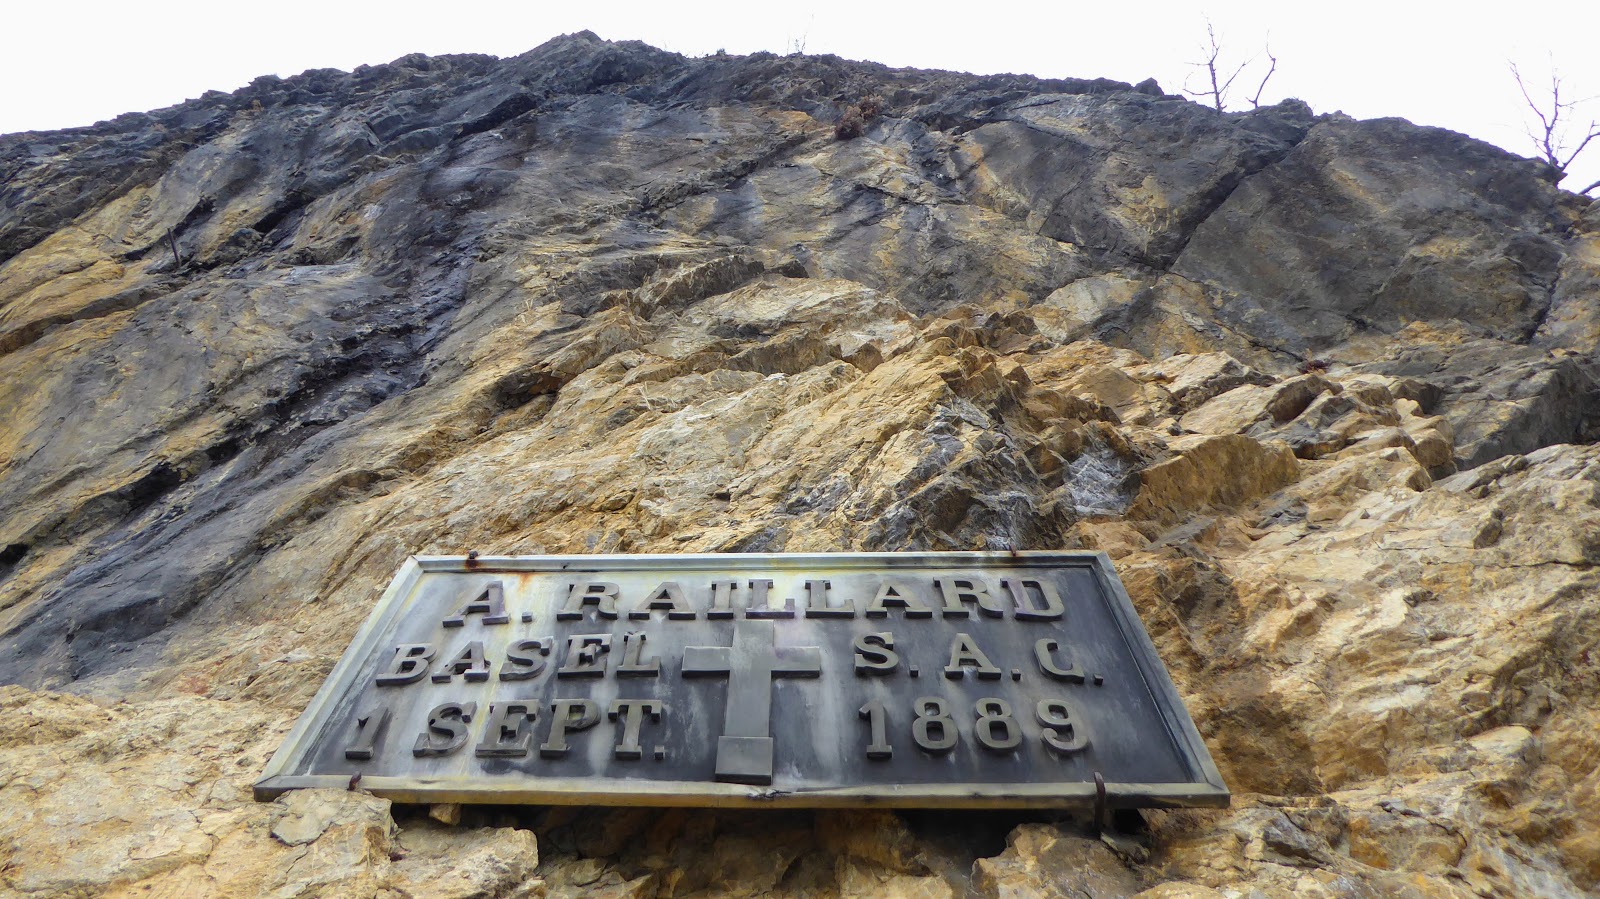 A. RAILLARD
BASEL S.A.C.
1 SEPT. 1889